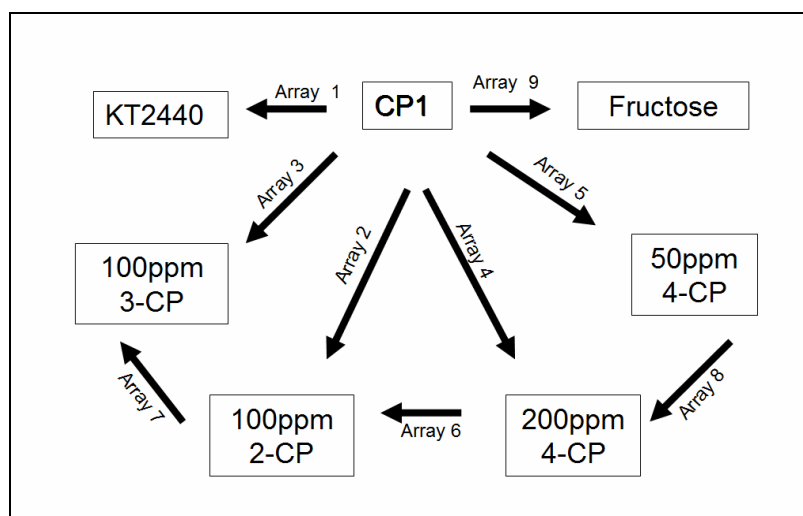 Array 1
Array 9
KT2440
CP1
Fructose
Array 3
Array 5
Array 2
Array 4
100ppm
3-CP
50ppm
4-CP
Array 7
Array 8
100ppm
2-CP
Array 6
200ppm
4-CP